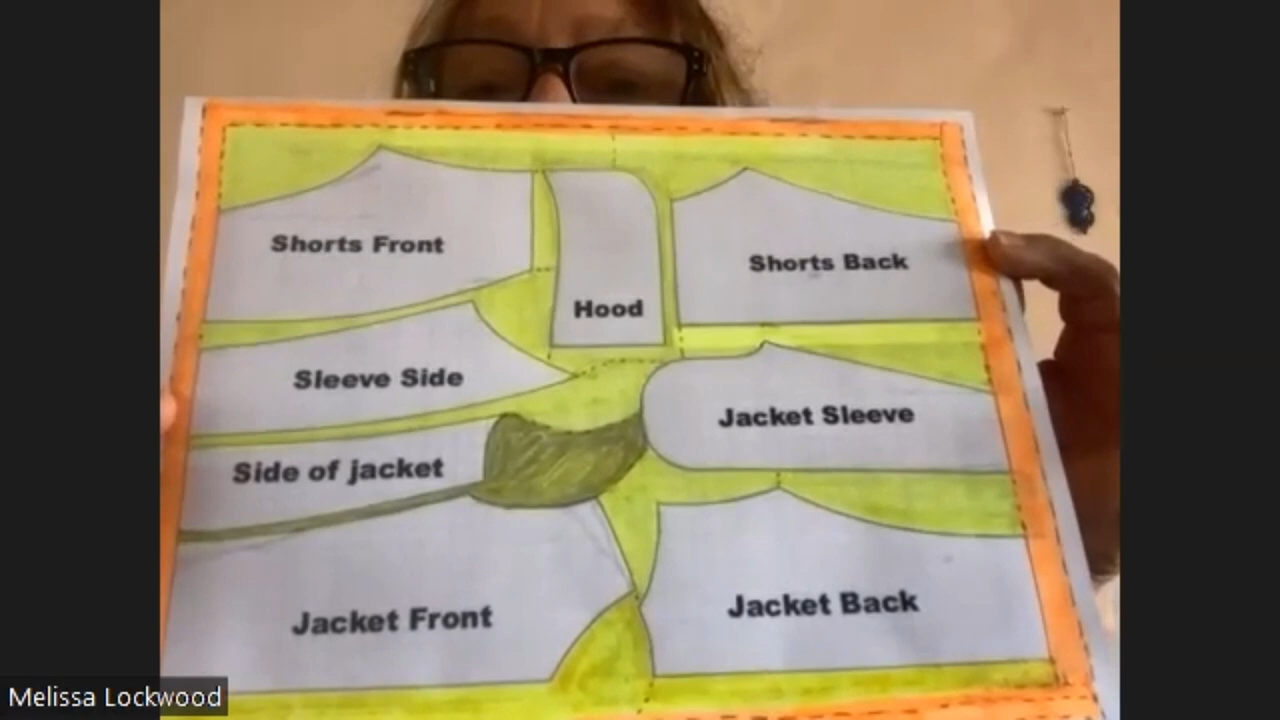 Shorts Front
Shorts Back
Hood
Sleeve Side
Jacket Sleeve
Side of jacket
Jacket Front
Jacket Back
Melissa Lockwood